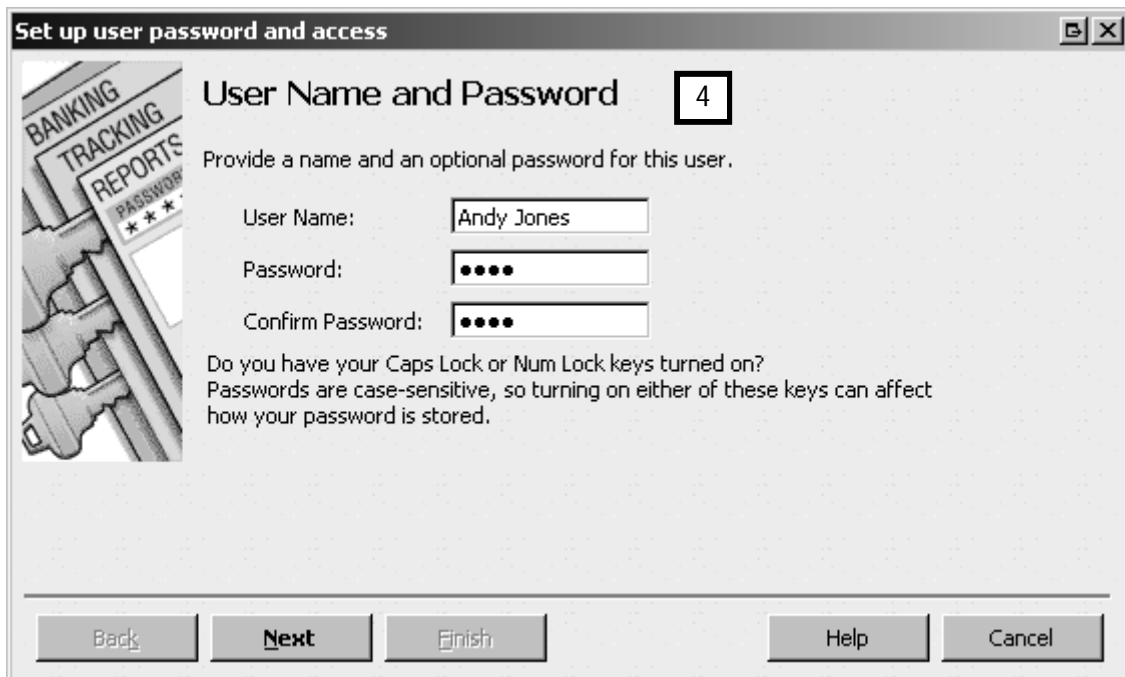 Set up user password and access
BANKING
TRACKING
REPORTS
PASSWOR
****
User Name and Password
4
Provide a name and an optional password for this user.
User Name: Andy Jones
Password: ●●●●
Confirm Password: ●●●●
Do you have your Caps Lock or Num Lock keys turned on?
Passwords are case-sensitive, so turning on either of these keys can affect
how your password is stored.
Back Next Finish Help Cancel